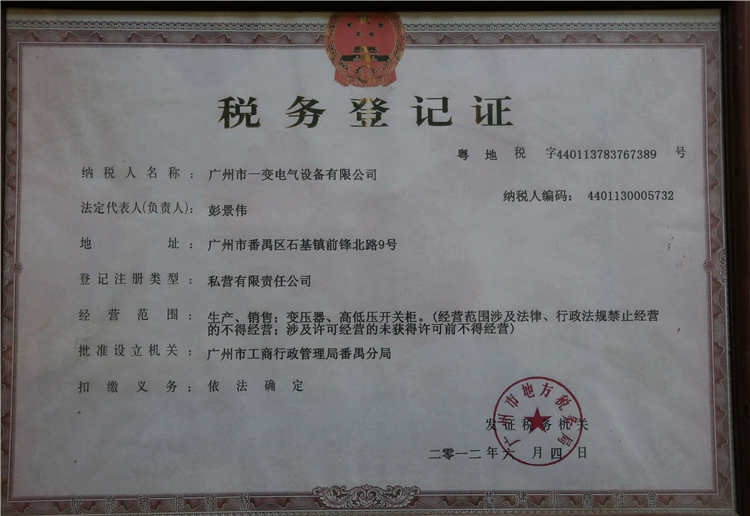 税务登记证
粤地税字440113783767389号
纳税人名称：广州市一变电气设备有限公司
纳税人编码：4401130005732
法定代表人(负责人)：彭景伟
地址：广州市番禺区石基镇前锋北路9号
登记注册类型：私营有限责任公司
经营范围：生产、销售：变压器、高低压开关柜。(经营范围涉及法律、行政法规禁止经营
的不得经营；涉及许可经营的未获得许可前不得经营)
批准设立机关：广州市工商行政管理局番禺分局
扣缴义务：依法确定
广州市地方税务局
发证税务机关
二零一二年六月四日